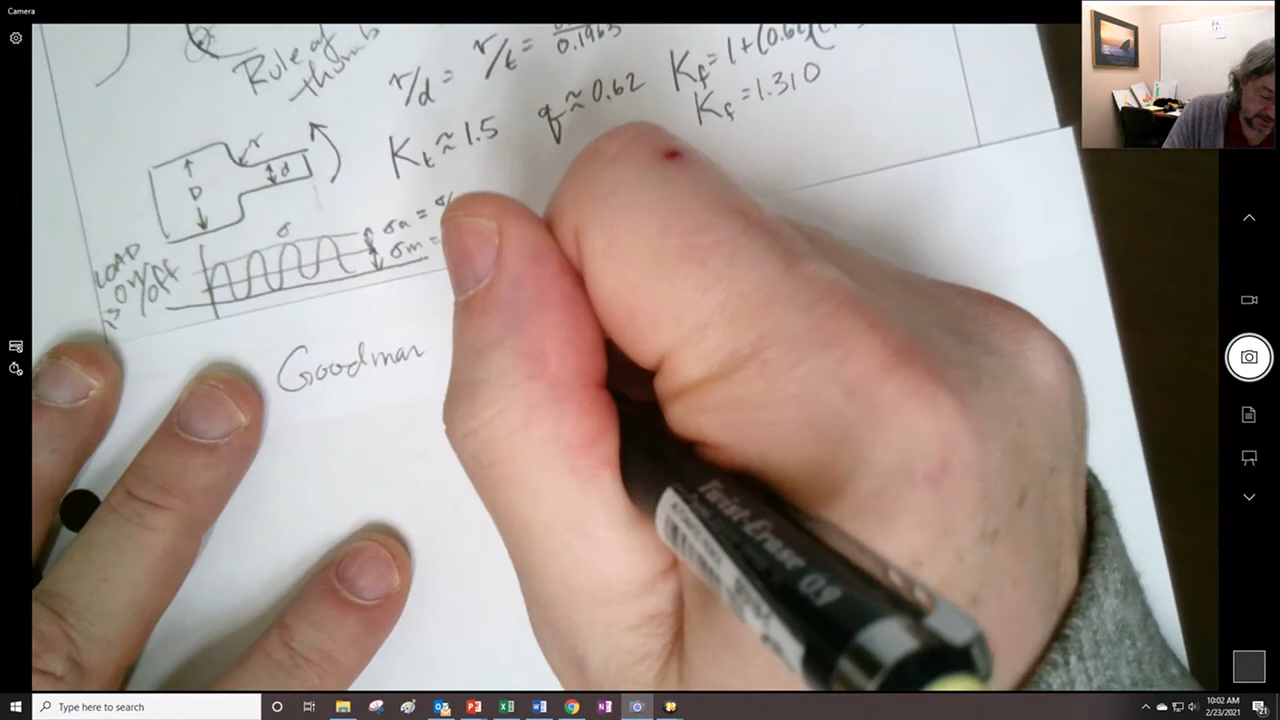 Camera
Rule of
thumb
r/d =
r/t =
0.1963
Kt ≈ 1.5
q ≈ 0.62
Kf = 1+(0.62)(
Kf = 1.310
r
D
d
σ
σa = σ/
σm =
LOAD
is on/off
Goodman
Twist-Erase 0.9
Type here to search
10:02 AM
2/23/2021
21